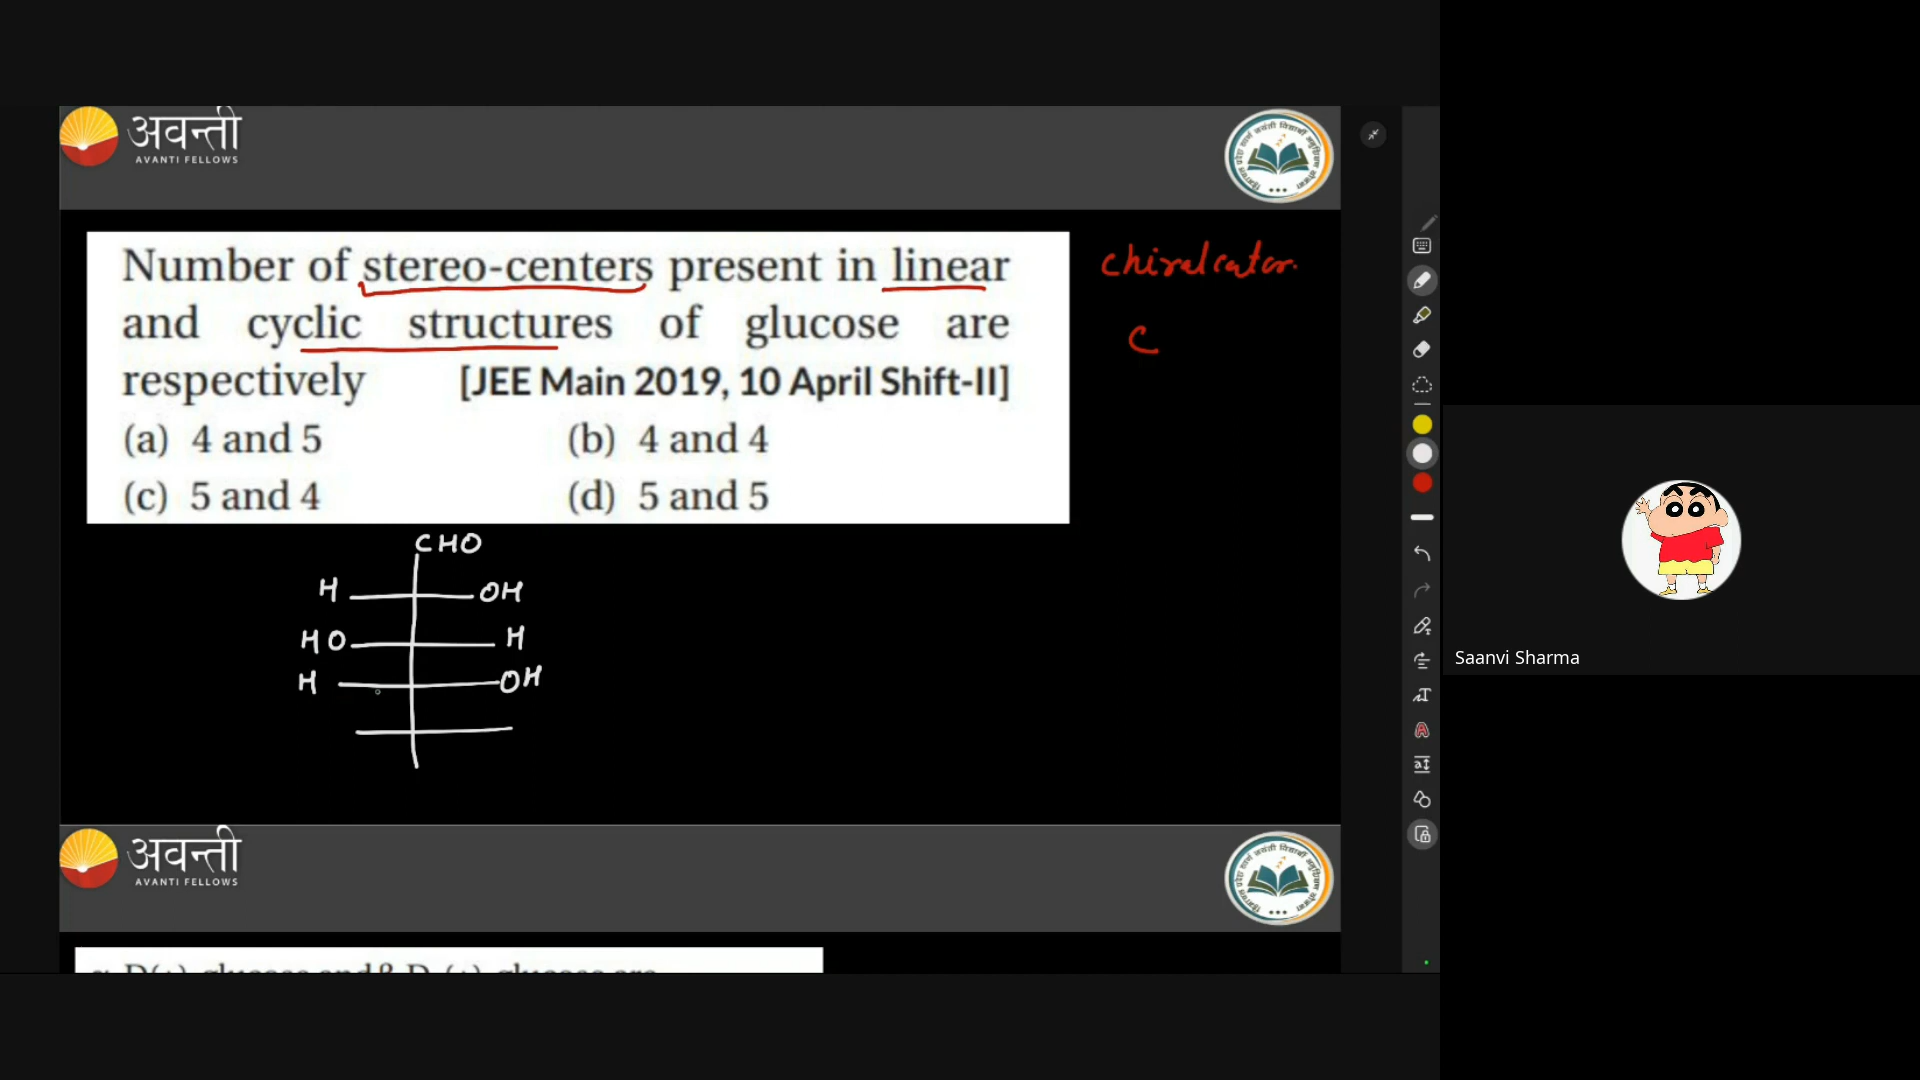 अवन्ती
AVANTI FELLOWS
Number of stereo-centers present in linear
and cyclic structures of glucose are
respectively [JEE Main 2019, 10 April Shift-II]
(a) 4 and 5 (b) 4 and 4
(c) 5 and 4 (d) 5 and 5
C
CHO
H OH
HO H
H OH
Saanvi Sharma
अवन्ती
AVANTI FELLOWS